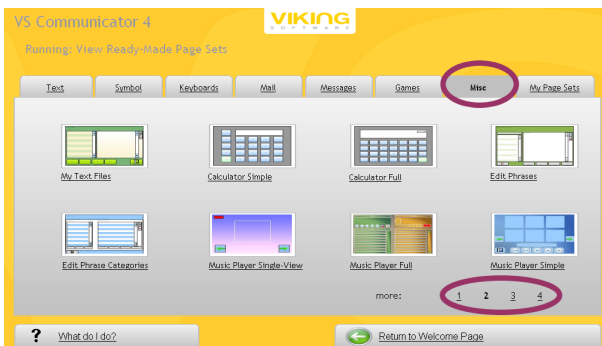 VS Communicator 4
VIKING
SOFTWARE
Running: View Ready-Made Page Sets
Text Symbol Keyboards Mail Messages Games Misc My Page Sets
My Text Files Calculator Simple Calculator Full Edit Phrases
Edit Phrase Categories Music Player Single-View Music Player Full Music Player Simple
more: 1 2 3 4
? What do I do? Return to Welcome Page